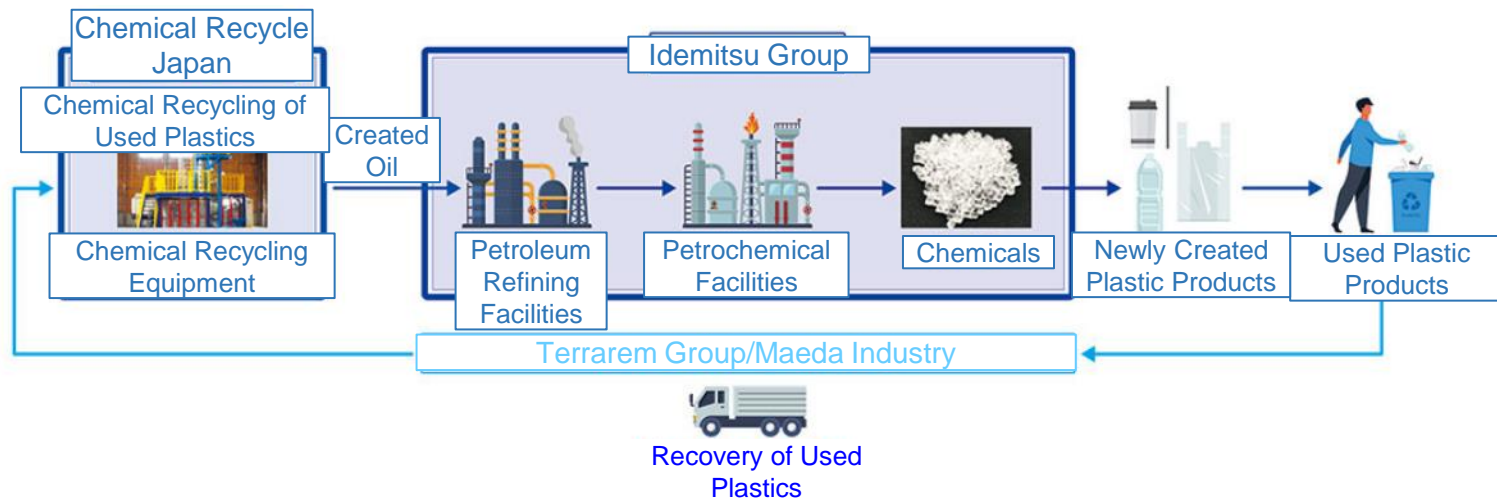 Chemical Recycle
Japan
Idemitsu Group
Chemical Recycling of
Used Plastics
Created
Oil
Chemical Recycling
Equipment
Petroleum
Refining
Facilities
Petrochemical
Facilities
Chemicals
Newly Created
Plastic Products
Used Plastic
Products
Terrarem Group/Maeda Industry
Recovery of Used
Plastics